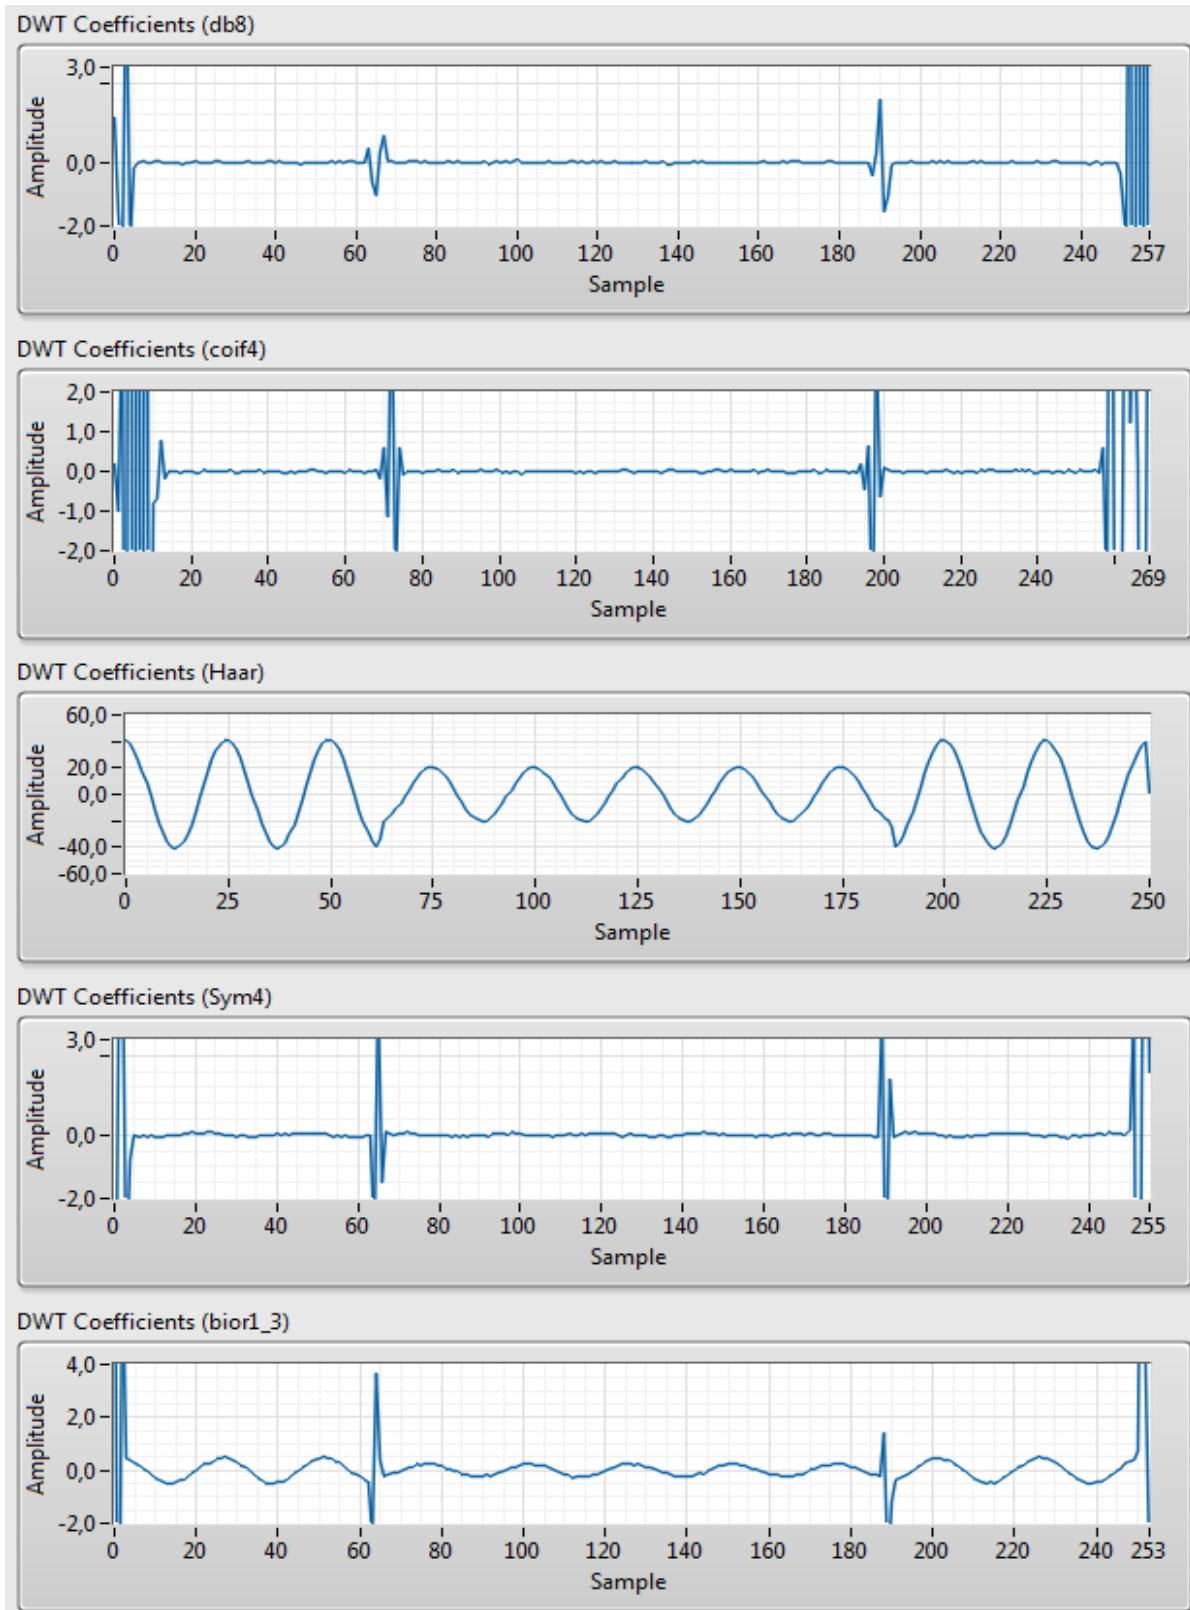 DWT Coefficients (db8)
3,0
0,0
-2,0
Amplitude
0 20 40 60 80 100 120 140 160 180 200 220 240 257
Sample
DWT Coefficients (coif4)
2,0
1,0
0,0
-1,0
-2,0
Amplitude
0 20 40 60 80 100 120 140 160 180 200 220 240 269
Sample
DWT Coefficients (Haar)
60,0
20,0
0,0
-40,0
-60,0
Amplitude
0 25 50 75 100 125 150 175 200 225 250
Sample
DWT Coefficients (Sym4)
3,0
0,0
-2,0
Amplitude
0 20 40 60 80 100 120 140 160 180 200 220 240 255
Sample
DWT Coefficients (bior1_3)
4,0
2,0
0,0
-2,0
Amplitude
0 20 40 60 80 100 120 140 160 180 200 220 240 253
Sample